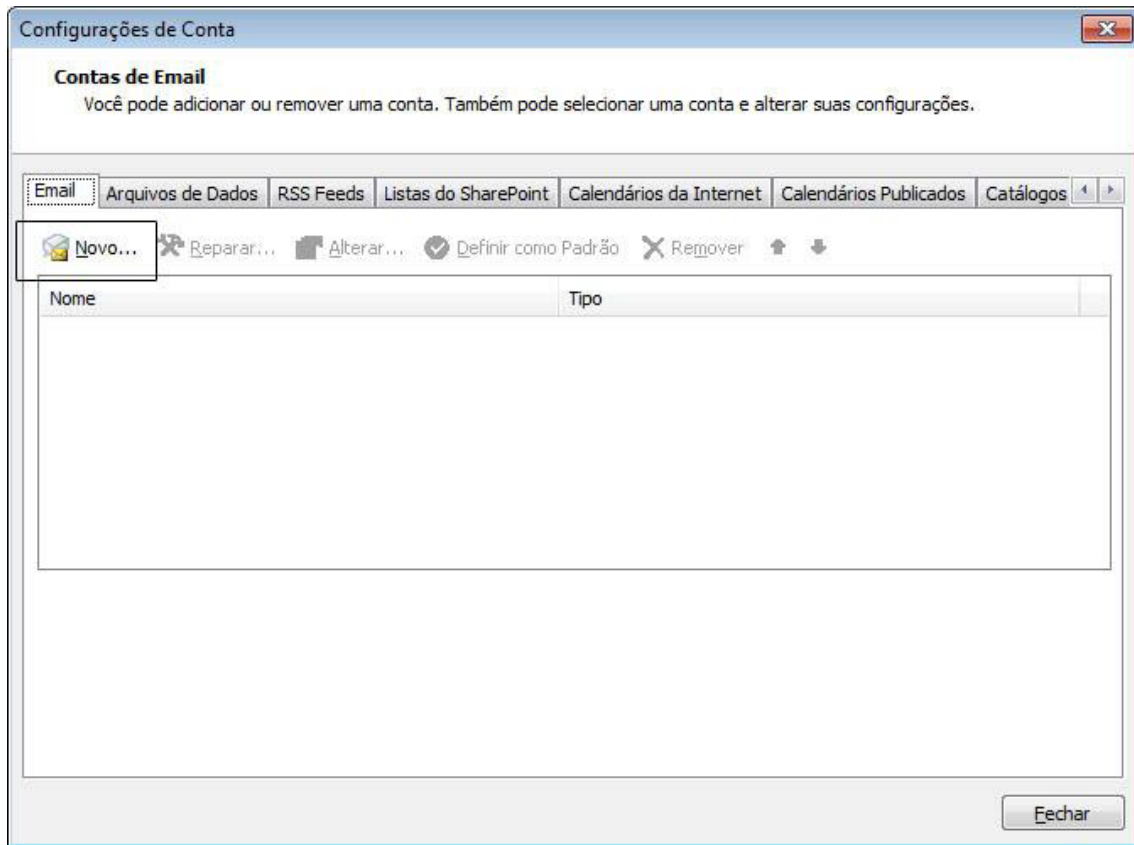 Configurações de Conta
Contas de Email
Você pode adicionar ou remover uma conta. Também pode selecionar uma conta e alterar suas configurações.
Email Arquivos de Dados RSS Feeds Listas do SharePoint Calendários da Internet Calendários Publicados Catálogos
Novo... Reparar... Alterar... Definir como Padrão Remover
Nome Tipo
Fechar